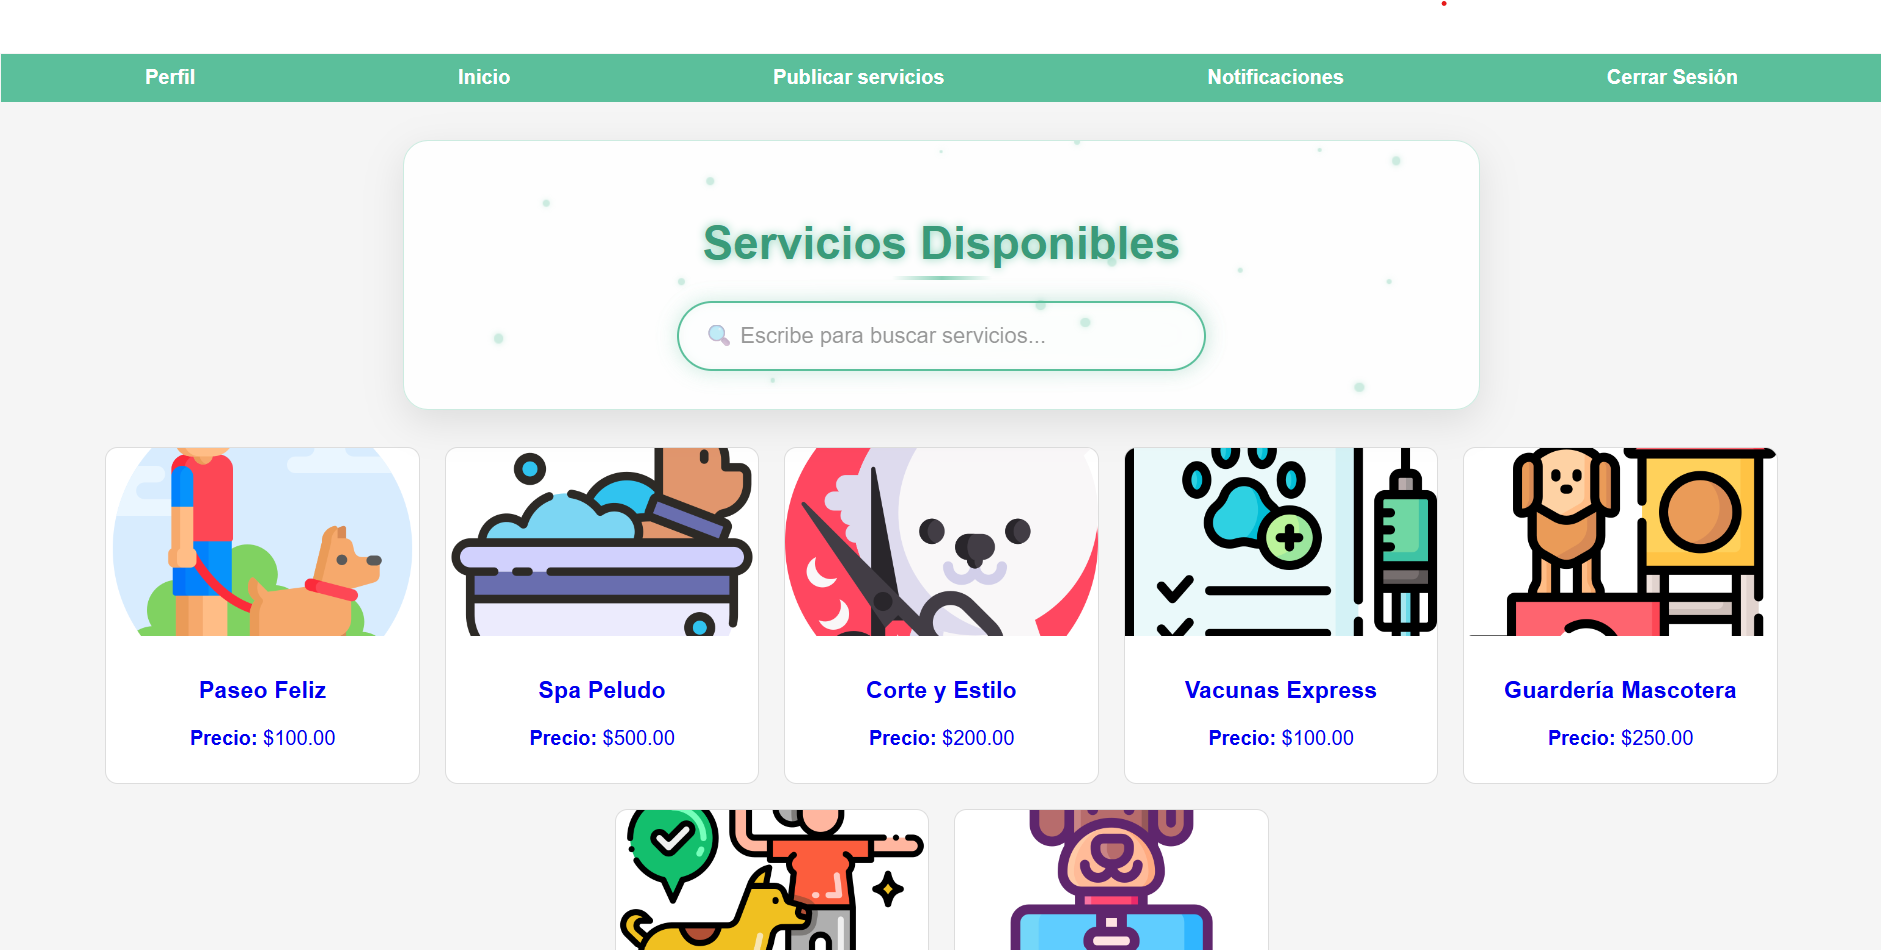 Perfil
Inicio
Publicar servicios
Notificaciones
Cerrar Sesión
Servicios Disponibles
🔍 Escribe para buscar servicios...
Paseo Feliz
Precio: $100.00
Spa Peludo
Precio: $500.00
Corte y Estilo
Precio: $200.00
Vacunas Express
Precio: $100.00
Guardería Mascotera
Precio: $250.00